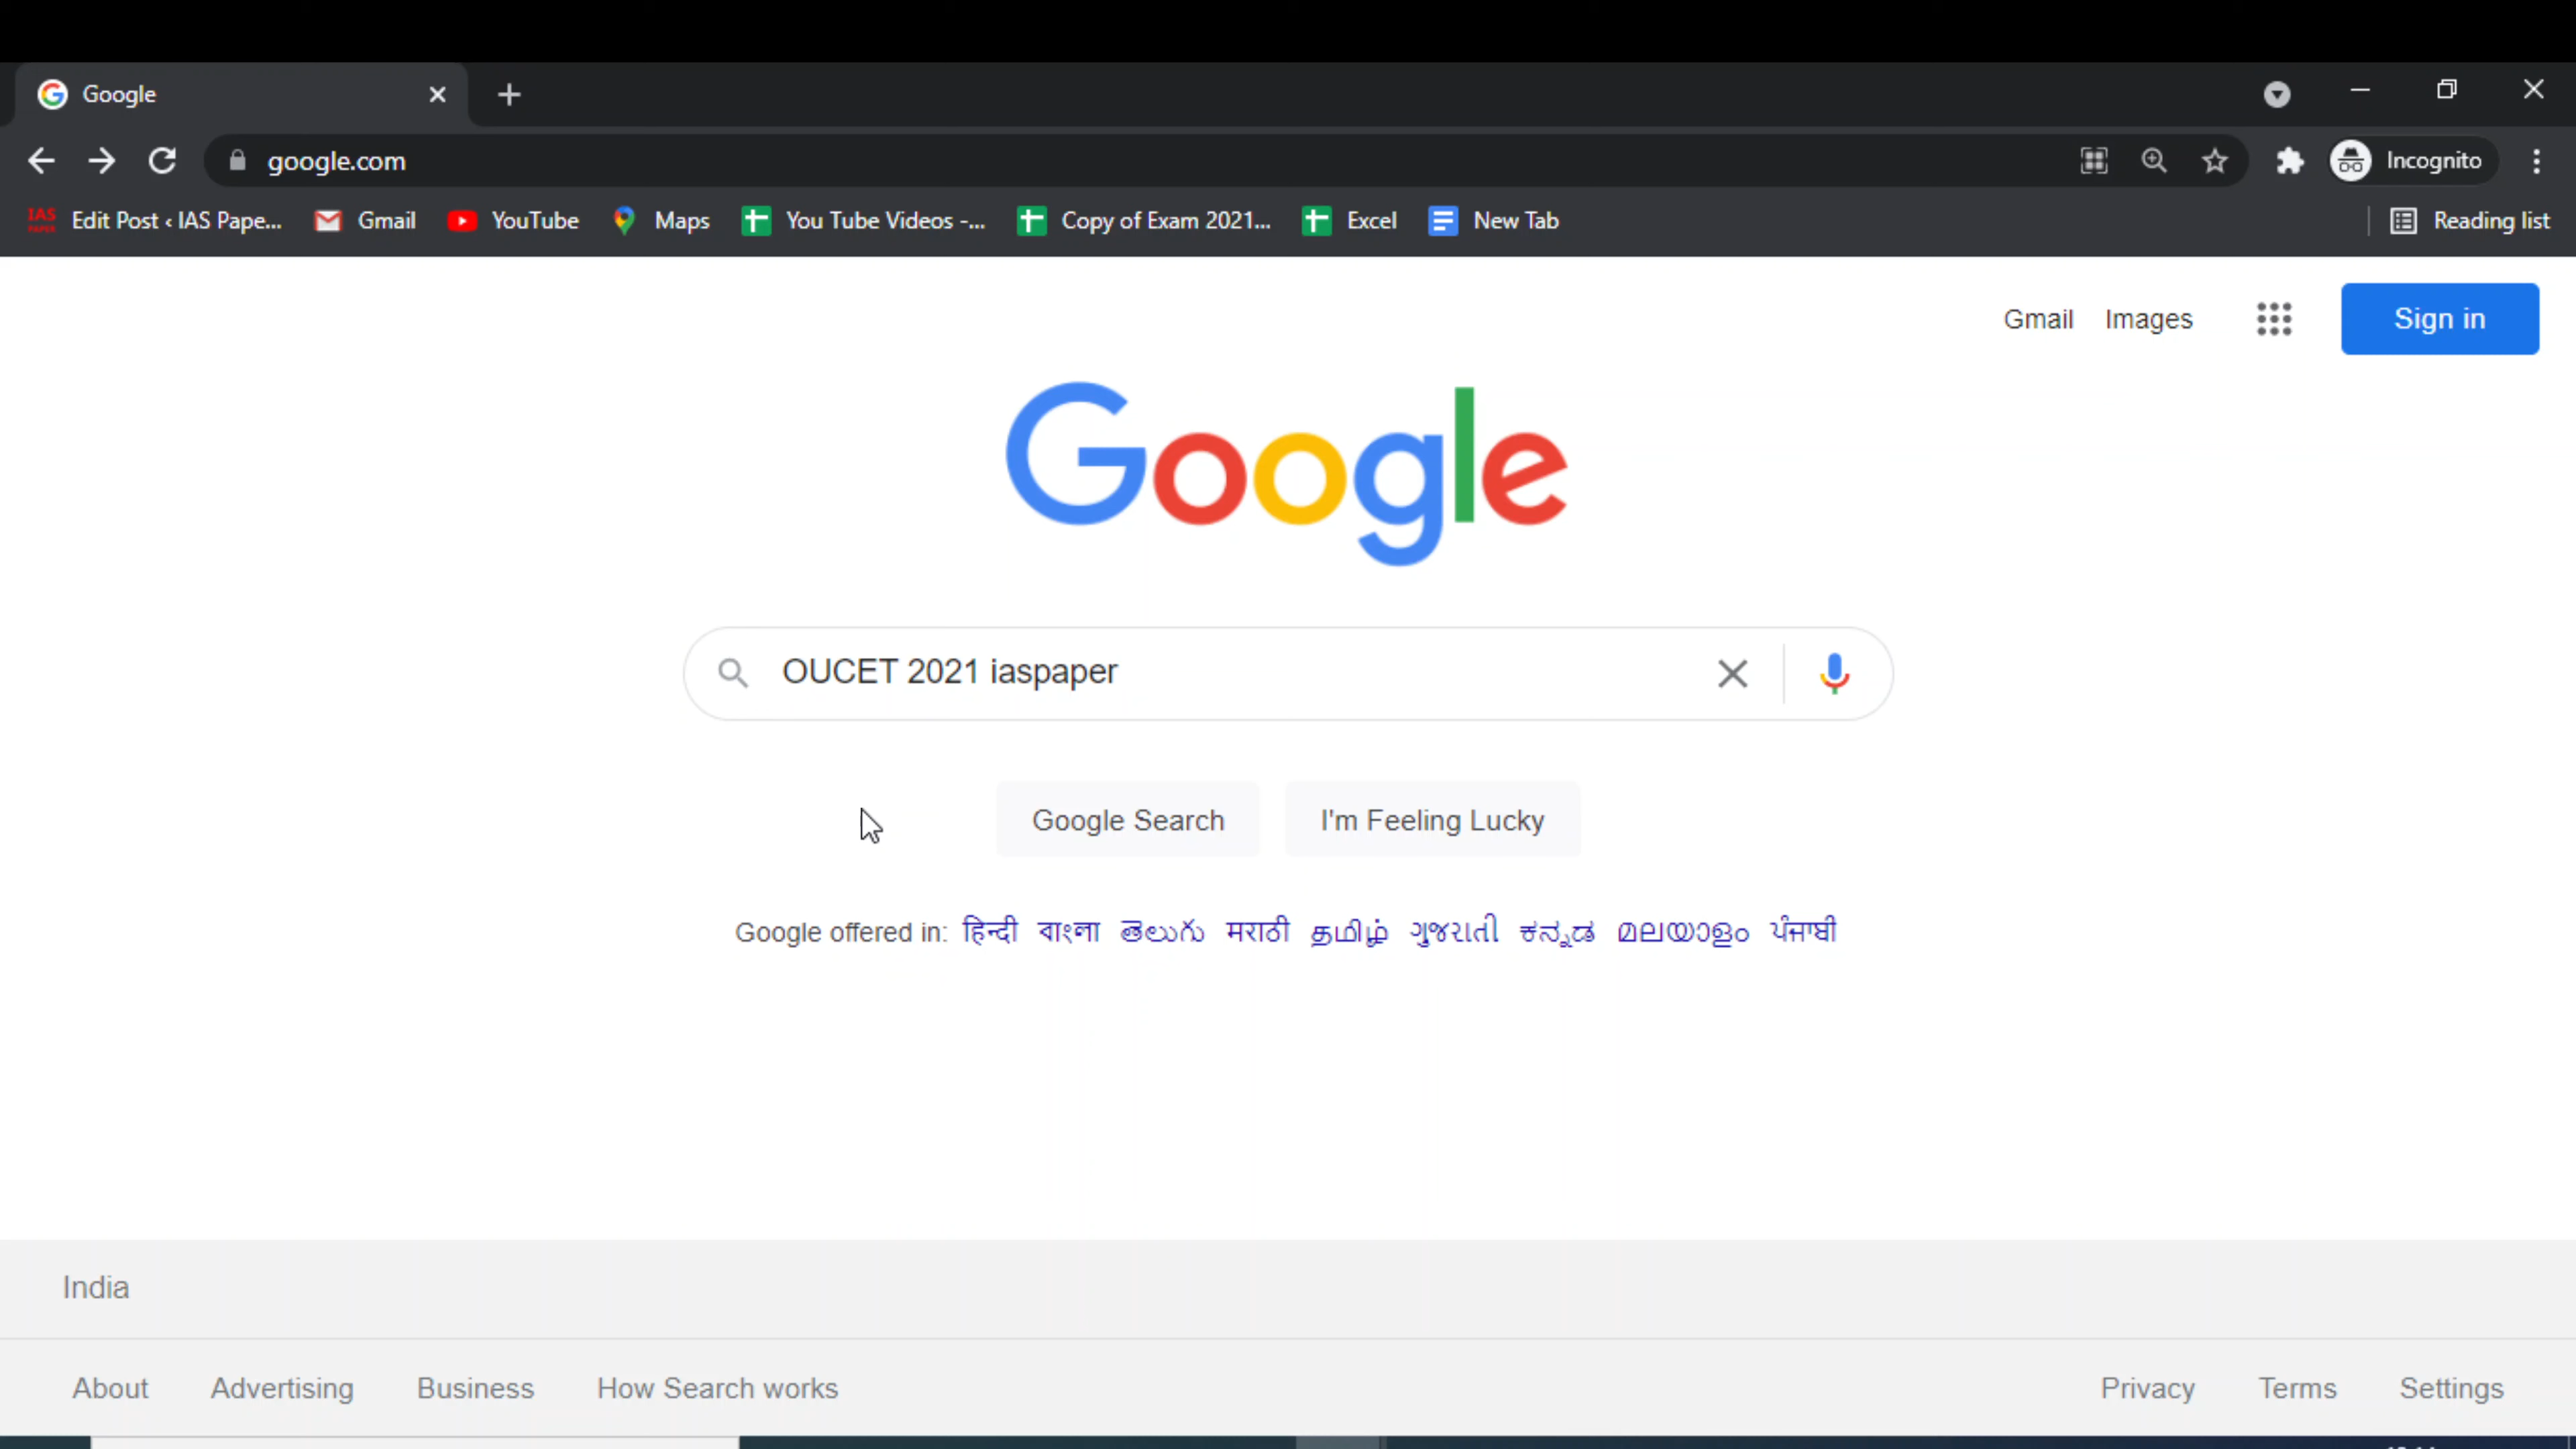 Google
google.com
Incognito
IAS PAPER Edit Post ‹ IAS Pape... Gmail YouTube Maps You Tube Videos -... Copy of Exam 2021... Excel New Tab Reading list
Gmail Images Sign in
Google
OUCET 2021 iaspaper
Google Search I'm Feeling Lucky
Google offered in: हिन्दी বাংলা తెలుగు मराठी தமிழ் ગુજરાતી ಕನ್ನಡ മലയാളം ਪੰਜਾਬੀ
India
About Advertising Business How Search works Privacy Terms Settings